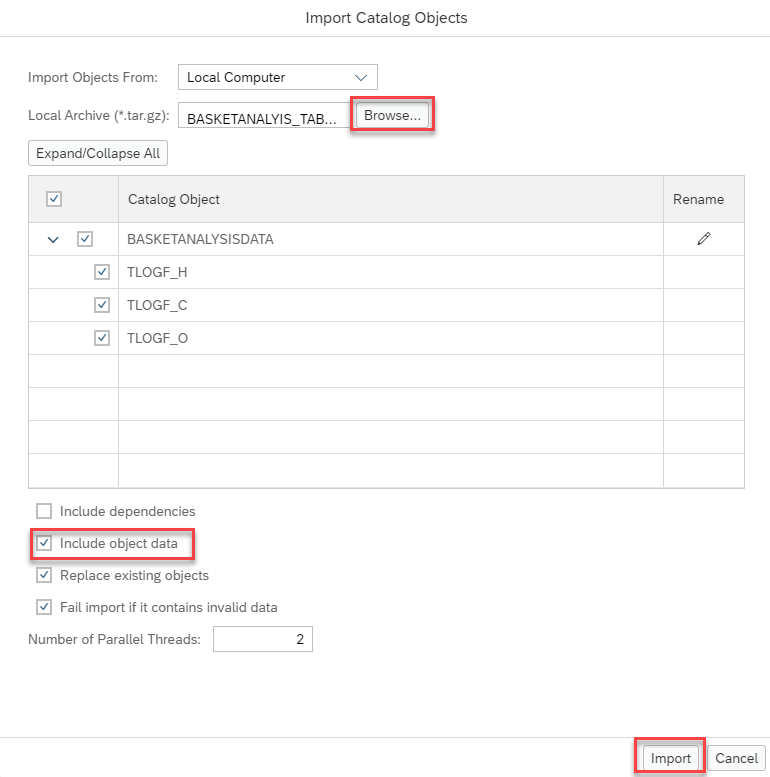 Import Catalog Objects
Import Objects From: Local Computer
Local Archive (*.tar.gz): BASKETANALYIS_TAB... Browse...
Expand/Collapse All
Catalog Object Rename
BASKETANALYSISDATA
TLOGF_H
TLOGF_C
TLOGF_O
Include dependencies
Include object data
Replace existing objects
Fail import if it contains invalid data
Number of Parallel Threads: 2
Import Cancel